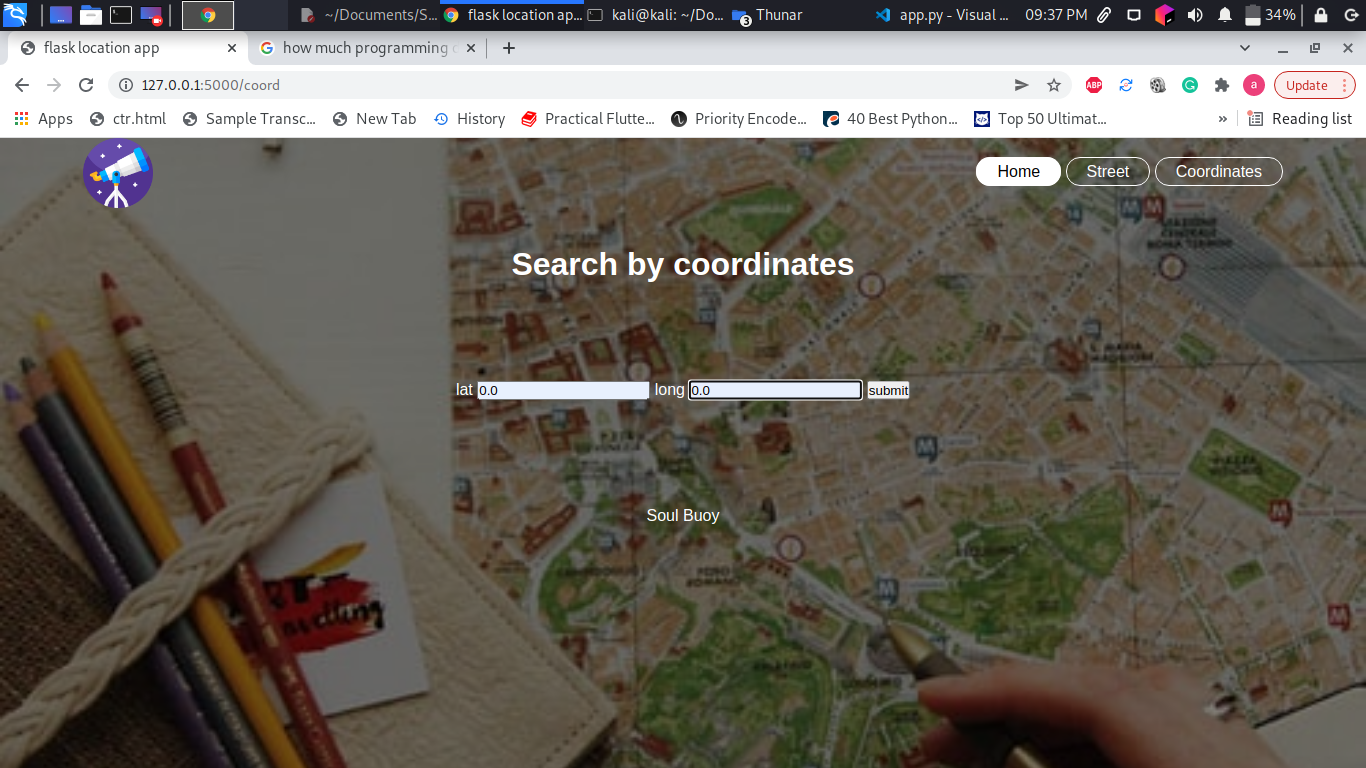 ~/Documents/S...
flask location ap...
kali@kali: ~/Do...
3
Thunar
app.py - Visual ...
09:37 PM
34%
flask location app
how much programming
127.0.0.1:5000/coord
ABP
a
Update
Apps
ctr.html
Sample Transc...
New Tab
History
Practical Flutte...
Priority Encode...
40 Best Python...
Top 50 Ultimat...
»
Reading list
Home
Street
Coordinates
Search by coordinates
lat 0.0 long 0.0 submit
Soul Buoy